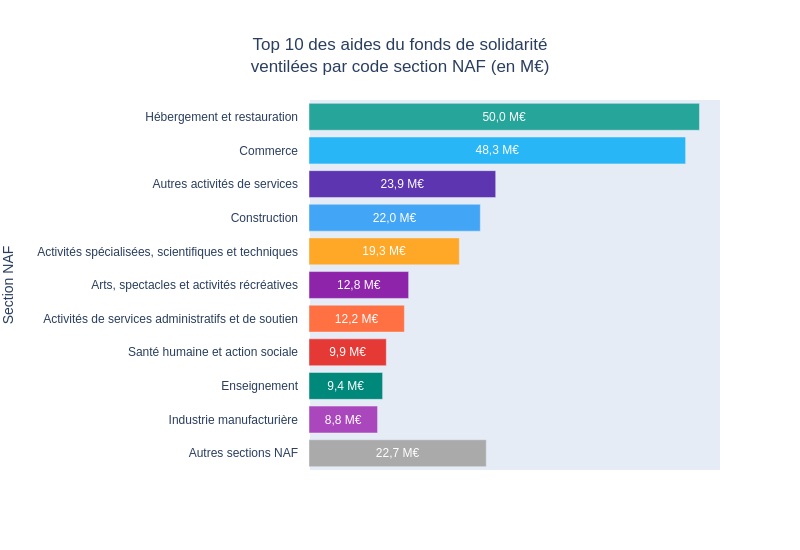 Top 10 des aides du fonds de solidarité
ventilées par code section NAF (en M€)
Section NAF
Hébergement et restauration 50,0 M€
Commerce 48,3 M€
Autres activités de services 23,9 M€
Construction 22,0 M€
Activités spécialisées, scientifiques et techniques 19,3 M€
Arts, spectacles et activités récréatives 12,8 M€
Activités de services administratifs et de soutien 12,2 M€
Santé humaine et action sociale 9,9 M€
Enseignement 9,4 M€
Industrie manufacturière 8,8 M€
Autres sections NAF 22,7 M€